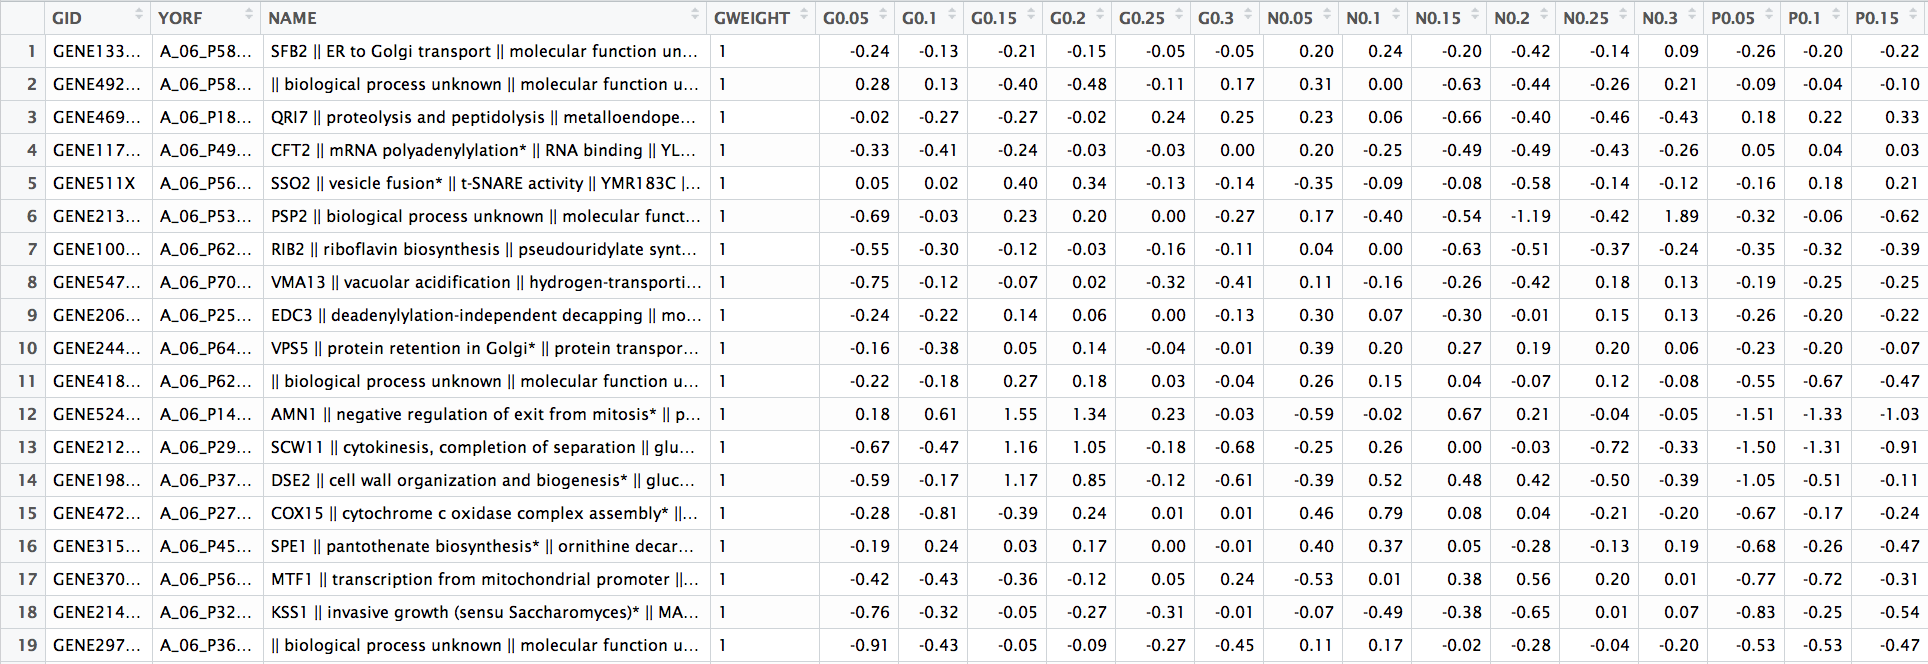 GID YORF NAME GWEIGHT G0.05 G0.1 G0.15 G0.2 G0.25 G0.3 N0.05 N0.1 N0.15 N0.2 N0.25 N0.3 P0.05 P0.1 P0.15
1 GENE133... A_06_P58... SFB2 || ER to Golgi transport || molecular function un... 1 -0.24 -0.13 -0.21 -0.15 -0.05 -0.05 0.20 0.24 -0.20 -0.42 -0.14 0.09 -0.26 -0.20 -0.22
2 GENE492... A_06_P58... || biological process unknown || molecular function u... 1 0.28 0.13 -0.40 -0.48 -0.11 0.17 0.31 0.00 -0.63 -0.44 -0.26 0.21 -0.09 -0.04 -0.10
3 GENE469... A_06_P18... QRI7 || proteolysis and peptidolysis || metalloendope... 1 -0.02 -0.27 -0.27 -0.02 0.24 0.25 0.23 0.06 -0.66 -0.40 -0.46 -0.43 0.18 0.22 0.33
4 GENE117... A_06_P49... CFT2 || mRNA polyadenylylation* || RNA binding || YL... 1 -0.33 -0.41 -0.24 -0.03 -0.03 0.00 0.20 -0.25 -0.49 -0.49 -0.43 -0.26 0.05 0.04 0.03
5 GENE511X A_06_P56... SSO2 || vesicle fusion* || t-SNARE activity || YMR183C |... 1 0.05 0.02 0.40 0.34 -0.13 -0.14 -0.35 -0.09 -0.08 -0.58 -0.14 -0.12 -0.16 0.18 0.21
6 GENE213... A_06_P53... PSP2 || biological process unknown || molecular funct... 1 -0.69 -0.03 0.23 0.20 0.00 -0.27 0.17 -0.40 -0.54 -1.19 -0.42 1.89 -0.32 -0.06 -0.62
7 GENE100... A_06_P62... RIB2 || riboflavin biosynthesis || pseudouridylate synt... 1 -0.55 -0.30 -0.12 -0.03 -0.16 -0.11 0.04 0.00 -0.63 -0.51 -0.37 -0.24 -0.35 -0.32 -0.39
8 GENE547... A_06_P70... VMA13 || vacuolar acidification || hydrogen-transporti... 1 -0.75 -0.12 -0.07 0.02 -0.32 -0.41 0.11 -0.16 -0.26 -0.42 0.18 0.13 -0.19 -0.25 -0.25
9 GENE206... A_06_P25... EDC3 || deadenylylation-independent decapping || mo... 1 -0.24 -0.22 0.14 0.06 0.00 -0.13 0.30 0.07 -0.30 -0.01 0.15 0.13 -0.26 -0.20 -0.22
10 GENE244... A_06_P64... VPS5 || protein retention in Golgi* || protein transpor... 1 -0.16 -0.38 0.05 0.14 -0.04 -0.01 0.39 0.20 0.27 0.19 0.20 0.06 -0.23 -0.20 -0.07
11 GENE418... A_06_P62... || biological process unknown || molecular function u... 1 -0.22 -0.18 0.27 0.18 0.03 -0.04 0.26 0.15 0.04 -0.07 0.12 -0.08 -0.55 -0.67 -0.47
12 GENE524... A_06_P14... AMN1 || negative regulation of exit from mitosis* || p... 1 0.18 0.61 1.55 1.34 0.23 -0.03 -0.59 -0.02 0.67 0.21 -0.04 -0.05 -1.51 -1.33 -1.03
13 GENE212... A_06_P29... SCW11 || cytokinesis, completion of separation || glu... 1 -0.67 -0.47 1.16 1.05 -0.18 -0.68 -0.25 0.26 0.00 -0.03 -0.72 -0.33 -1.50 -1.31 -0.91
14 GENE198... A_06_P37... DSE2 || cell wall organization and biogenesis* || gluc... 1 -0.59 -0.17 1.17 0.85 -0.12 -0.61 -0.39 0.52 0.48 0.42 -0.50 -0.39 -1.05 -0.51 -0.11
15 GENE472... A_06_P27... COX15 || cytochrome c oxidase complex assembly* ||... 1 -0.28 -0.81 -0.39 0.24 0.01 0.01 0.46 0.79 0.08 0.04 -0.21 -0.20 -0.67 -0.17 -0.24
16 GENE315... A_06_P45... SPE1 || pantothenate biosynthesis* || ornithine decar... 1 -0.19 0.24 0.03 0.17 0.00 -0.01 0.40 0.37 0.05 -0.28 -0.13 0.19 -0.68 -0.26 -0.47
17 GENE370... A_06_P56... MTF1 || transcription from mitochondrial promoter ||... 1 -0.42 -0.43 -0.36 -0.12 0.05 0.24 -0.53 0.01 0.38 0.56 0.20 0.01 -0.77 -0.72 -0.31
18 GENE214... A_06_P32... KSS1 || invasive growth (sensu Saccharomyces)* || MA... 1 -0.76 -0.32 -0.05 -0.27 -0.31 -0.01 -0.07 -0.49 -0.38 -0.65 0.01 0.07 -0.83 -0.25 -0.54
19 GENE297... A_06_P36... || biological process unknown || molecular function u... 1 -0.91 -0.43 -0.05 -0.09 -0.27 -0.45 0.11 0.17 -0.02 -0.28 -0.04 -0.20 -0.53 -0.53 -0.47